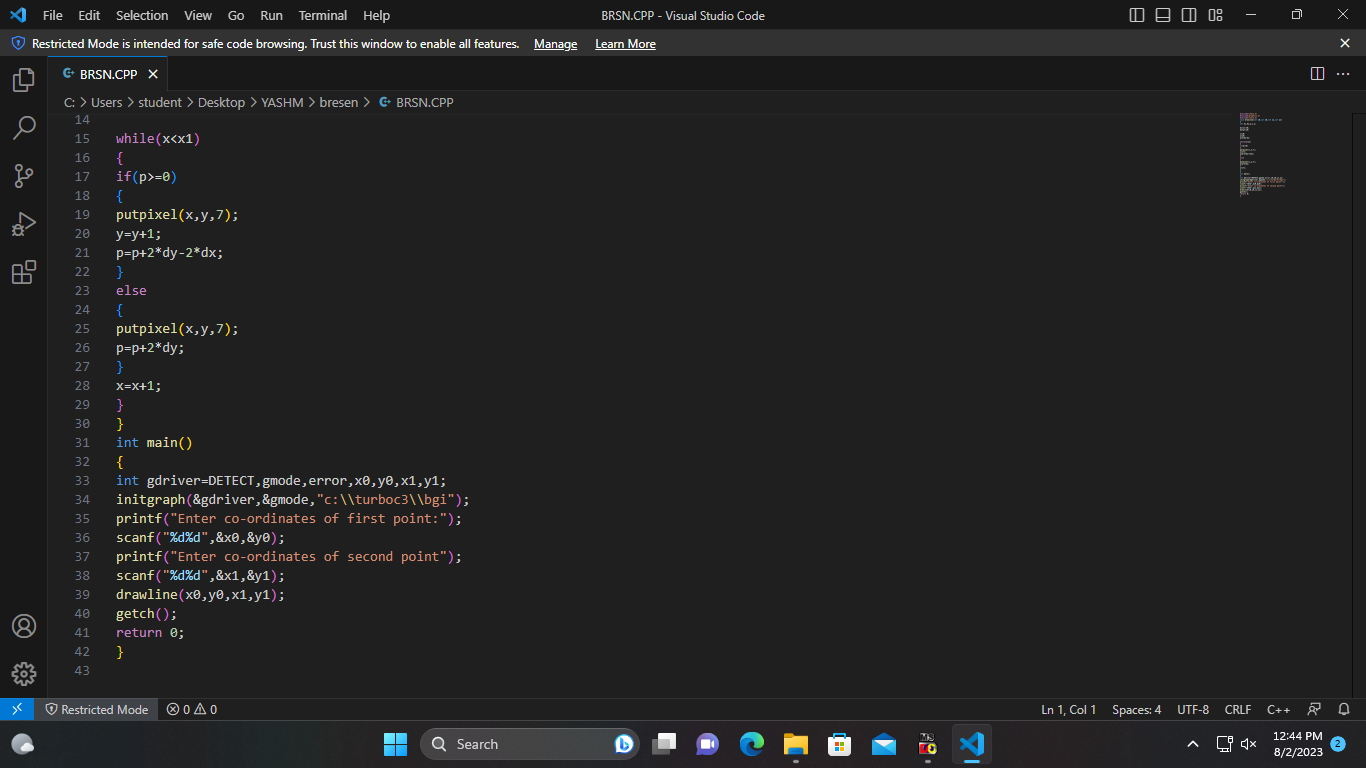 File Edit Selection View Go Run Terminal Help BRSN.CPP - Visual Studio Code
Restricted Mode is intended for safe code browsing. Trust this window to enable all features. Manage Learn More
BRSN.CPP
C: > Users > student > Desktop > YASHM > bresen > BRSN.CPP
14
15 while(x<x1)
16 {
17 if(p>=0)
18 {
19 putpixel(x,y,7);
20 y=y+1;
21 p=p+2*dy-2*dx;
22 }
23 else
24 {
25 putpixel(x,y,7);
26 p=p+2*dy;
27 }
28 x=x+1;
29 }
30 }
31 int main()
32 {
33 int gdriver=DETECT,gmode,error,x0,y0,x1,y1;
34 initgraph(&gdriver,&gmode,"c:\\turboc3\\bgi");
35 printf("Enter co-ordinates of first point:");
36 scanf("%d%d",&x0,&y0);
37 printf("Enter co-ordinates of second point");
38 scanf("%d%d",&x1,&y1);
39 drawline(x0,y0,x1,y1);
40 getch();
41 return 0;
42 }
43
Restricted Mode 0 0 Ln 1, Col 1 Spaces: 4 UTF-8 CRLF C++
Search 12:44 PM
8/2/2023 2